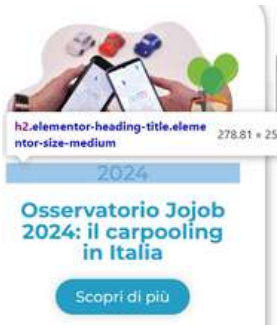 h2.elementor-heading-title.eleme
ntor-size-medium
278.81 × 25
2024
Osservatorio Jojob
2024: il carpooling
in Italia
Scopri di più